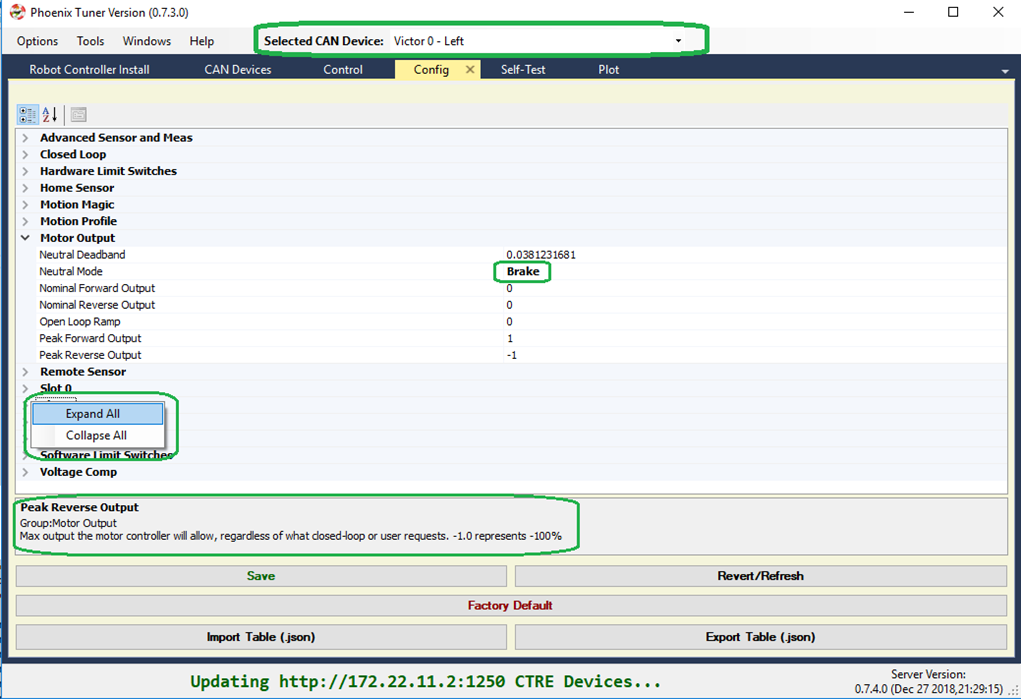 Phoenix Tuner Version (0.7.3.0)
Options Tools Windows Help Selected CAN Device: Victor 0 - Left
Robot Controller Install CAN Devices Control Config Self-Test Plot
Advanced Sensor and Meas
Closed Loop
Hardware Limit Switches
Home Sensor
Motion Magic
Motion Profile
Motor Output
Neutral Deadband 0.0381231681
Neutral Mode Brake
Nominal Forward Output 0
Nominal Reverse Output 0
Open Loop Ramp 0
Peak Forward Output 1
Peak Reverse Output -1
Remote Sensor
Slot 0
Expand All
Collapse All
Software Limit Switches
Voltage Comp
Peak Reverse Output
Group:Motor Output
Max output the motor controller will allow, regardless of what closed-loop or user requests. -1.0 represents -100%
Save Revert/Refresh
Factory Default
Import Table (.json) Export Table (.json)
Updating http://172.22.11.2:1250 CTRE Devices...
Server Version:
0.7.4.0 (Dec 27 2018,21:29:15)